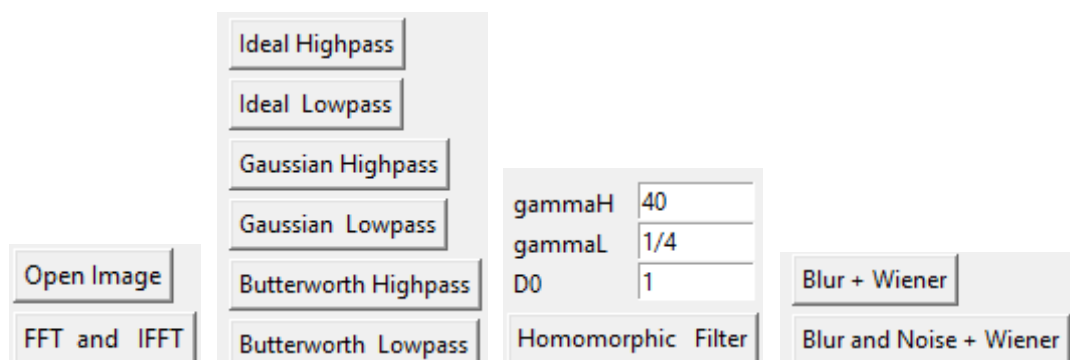 Open Image
FFT and IFFT
Ideal Highpass
Ideal Lowpass
Gaussian Highpass
Gaussian Lowpass
Butterworth Highpass
Butterworth Lowpass
gammaH 40
gammaL 1/4
D0 1
Homomorphic Filter
Blur + Wiener
Blur and Noise + Wiener